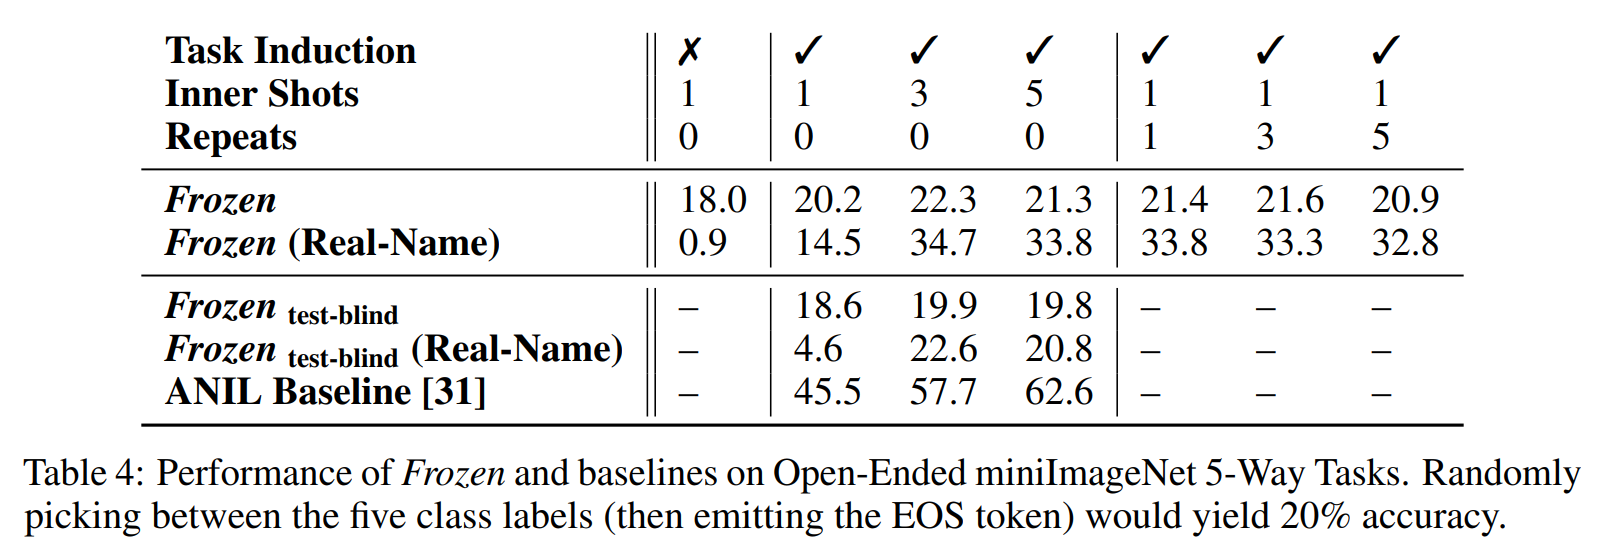 Task Induction ✗ ✓ ✓ ✓ ✓ ✓ ✓
Inner Shots 1 1 3 5 1 1 1
Repeats 0 0 0 0 1 3 5
Frozen 18.0 20.2 22.3 21.3 21.4 21.6 20.9
Frozen (Real-Name) 0.9 14.5 34.7 33.8 33.8 33.3 32.8
Frozen test-blind – 18.6 19.9 19.8 – – –
Frozen test-blind (Real-Name) – 4.6 22.6 20.8 – – –
ANIL Baseline [31] – 45.5 57.7 62.6 – – –
Table 4: Performance of Frozen and baselines on Open-Ended miniImageNet 5-Way Tasks. Randomly
picking between the five class labels (then emitting the EOS token) would yield 20% accuracy.